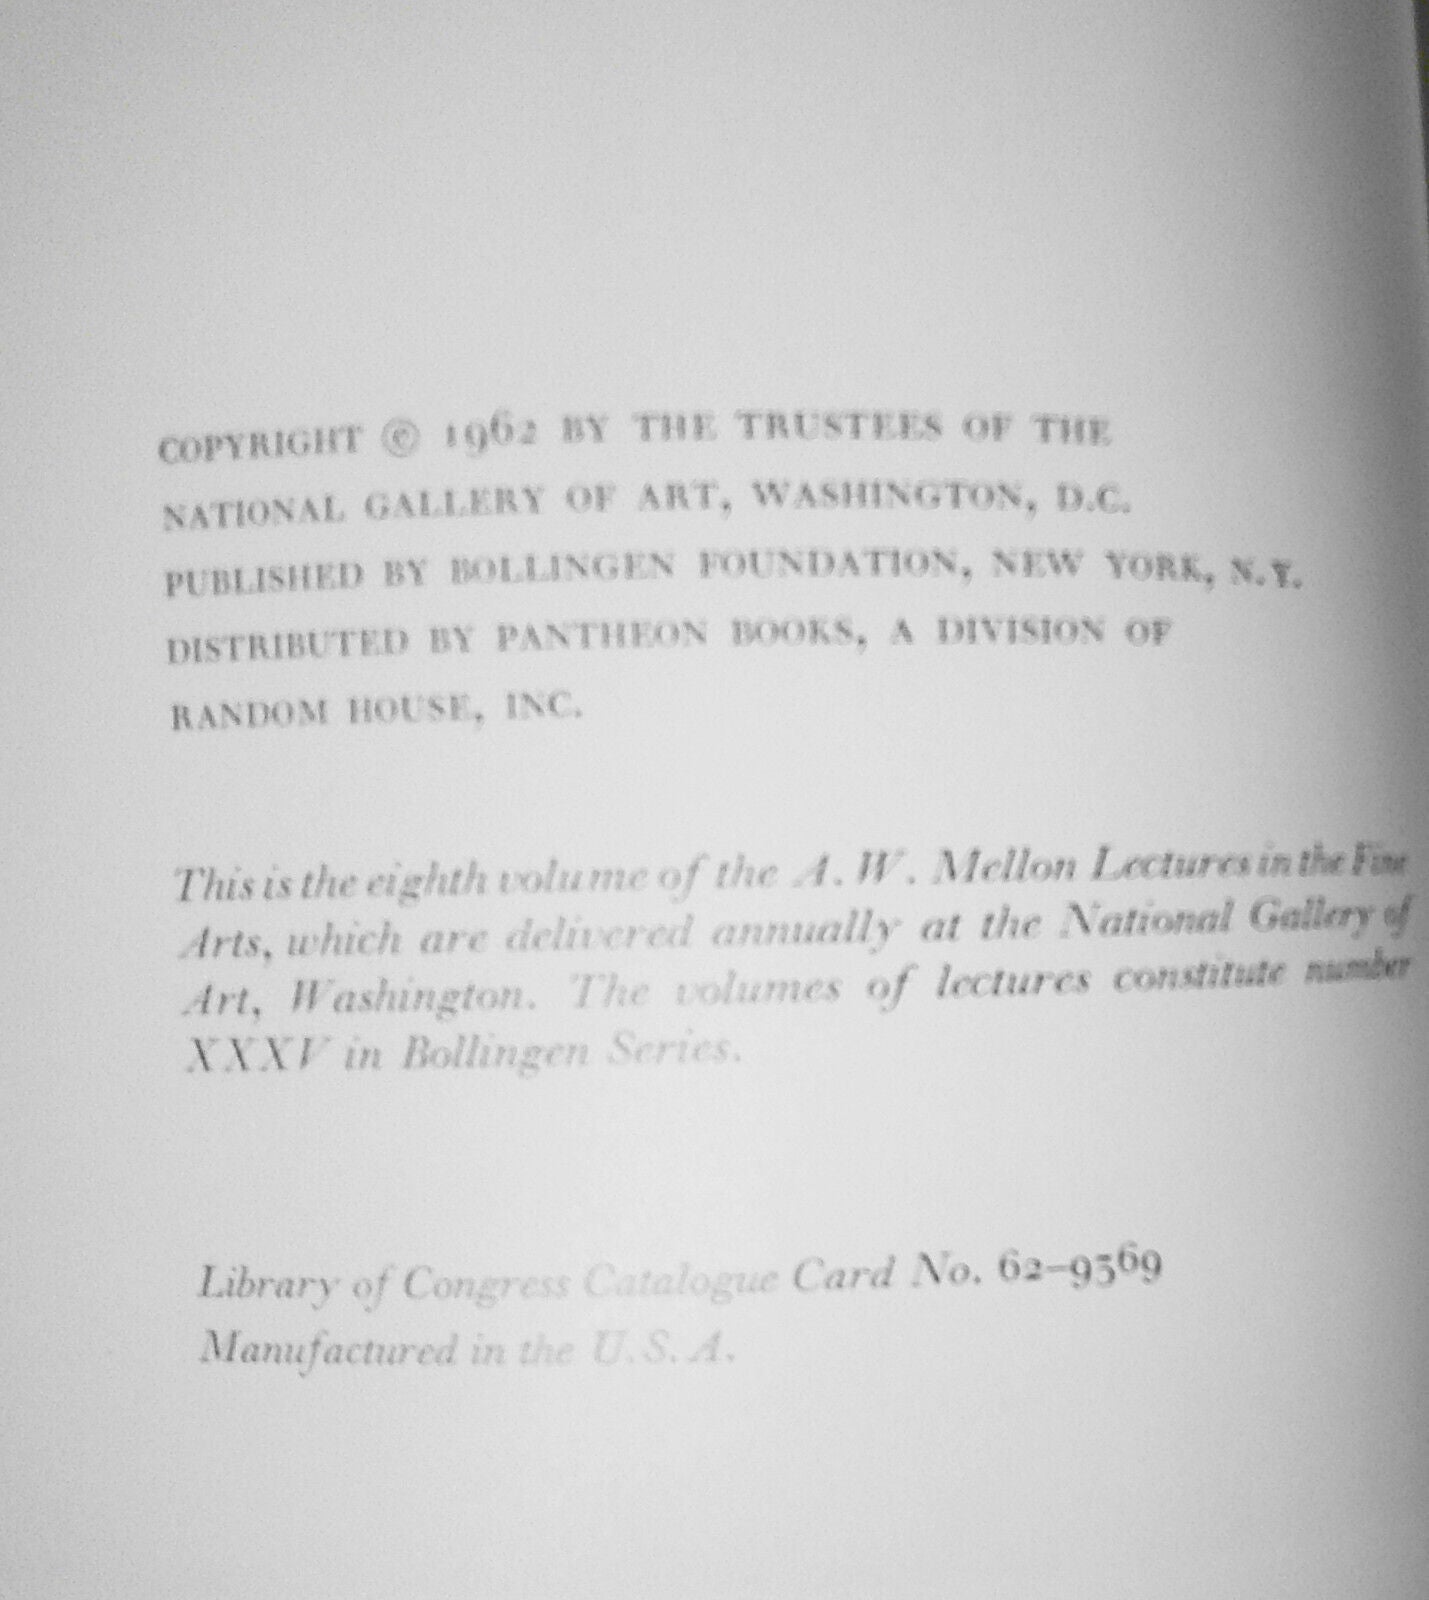 COPYRIGHT © 1962 BY THE TRUSTEES OF THE
NATIONAL GALLERY OF ART, WASHINGTON, D.C.
PUBLISHED BY BOLLINGEN FOUNDATION, NEW YORK, N.Y.
DISTRIBUTED BY PANTHEON BOOKS, A DIVISION OF
RANDOM HOUSE, INC.
This is the eighth volume of the A. W. Mellon Lectures in the Fine
Arts, which are delivered annually at the National Gallery of
Art, Washington. The volumes of lectures constitute number
XXXV in Bollingen Series.
Library of Congress Catalogue Card No. 62–9369
Manufactured in the U.S.A.